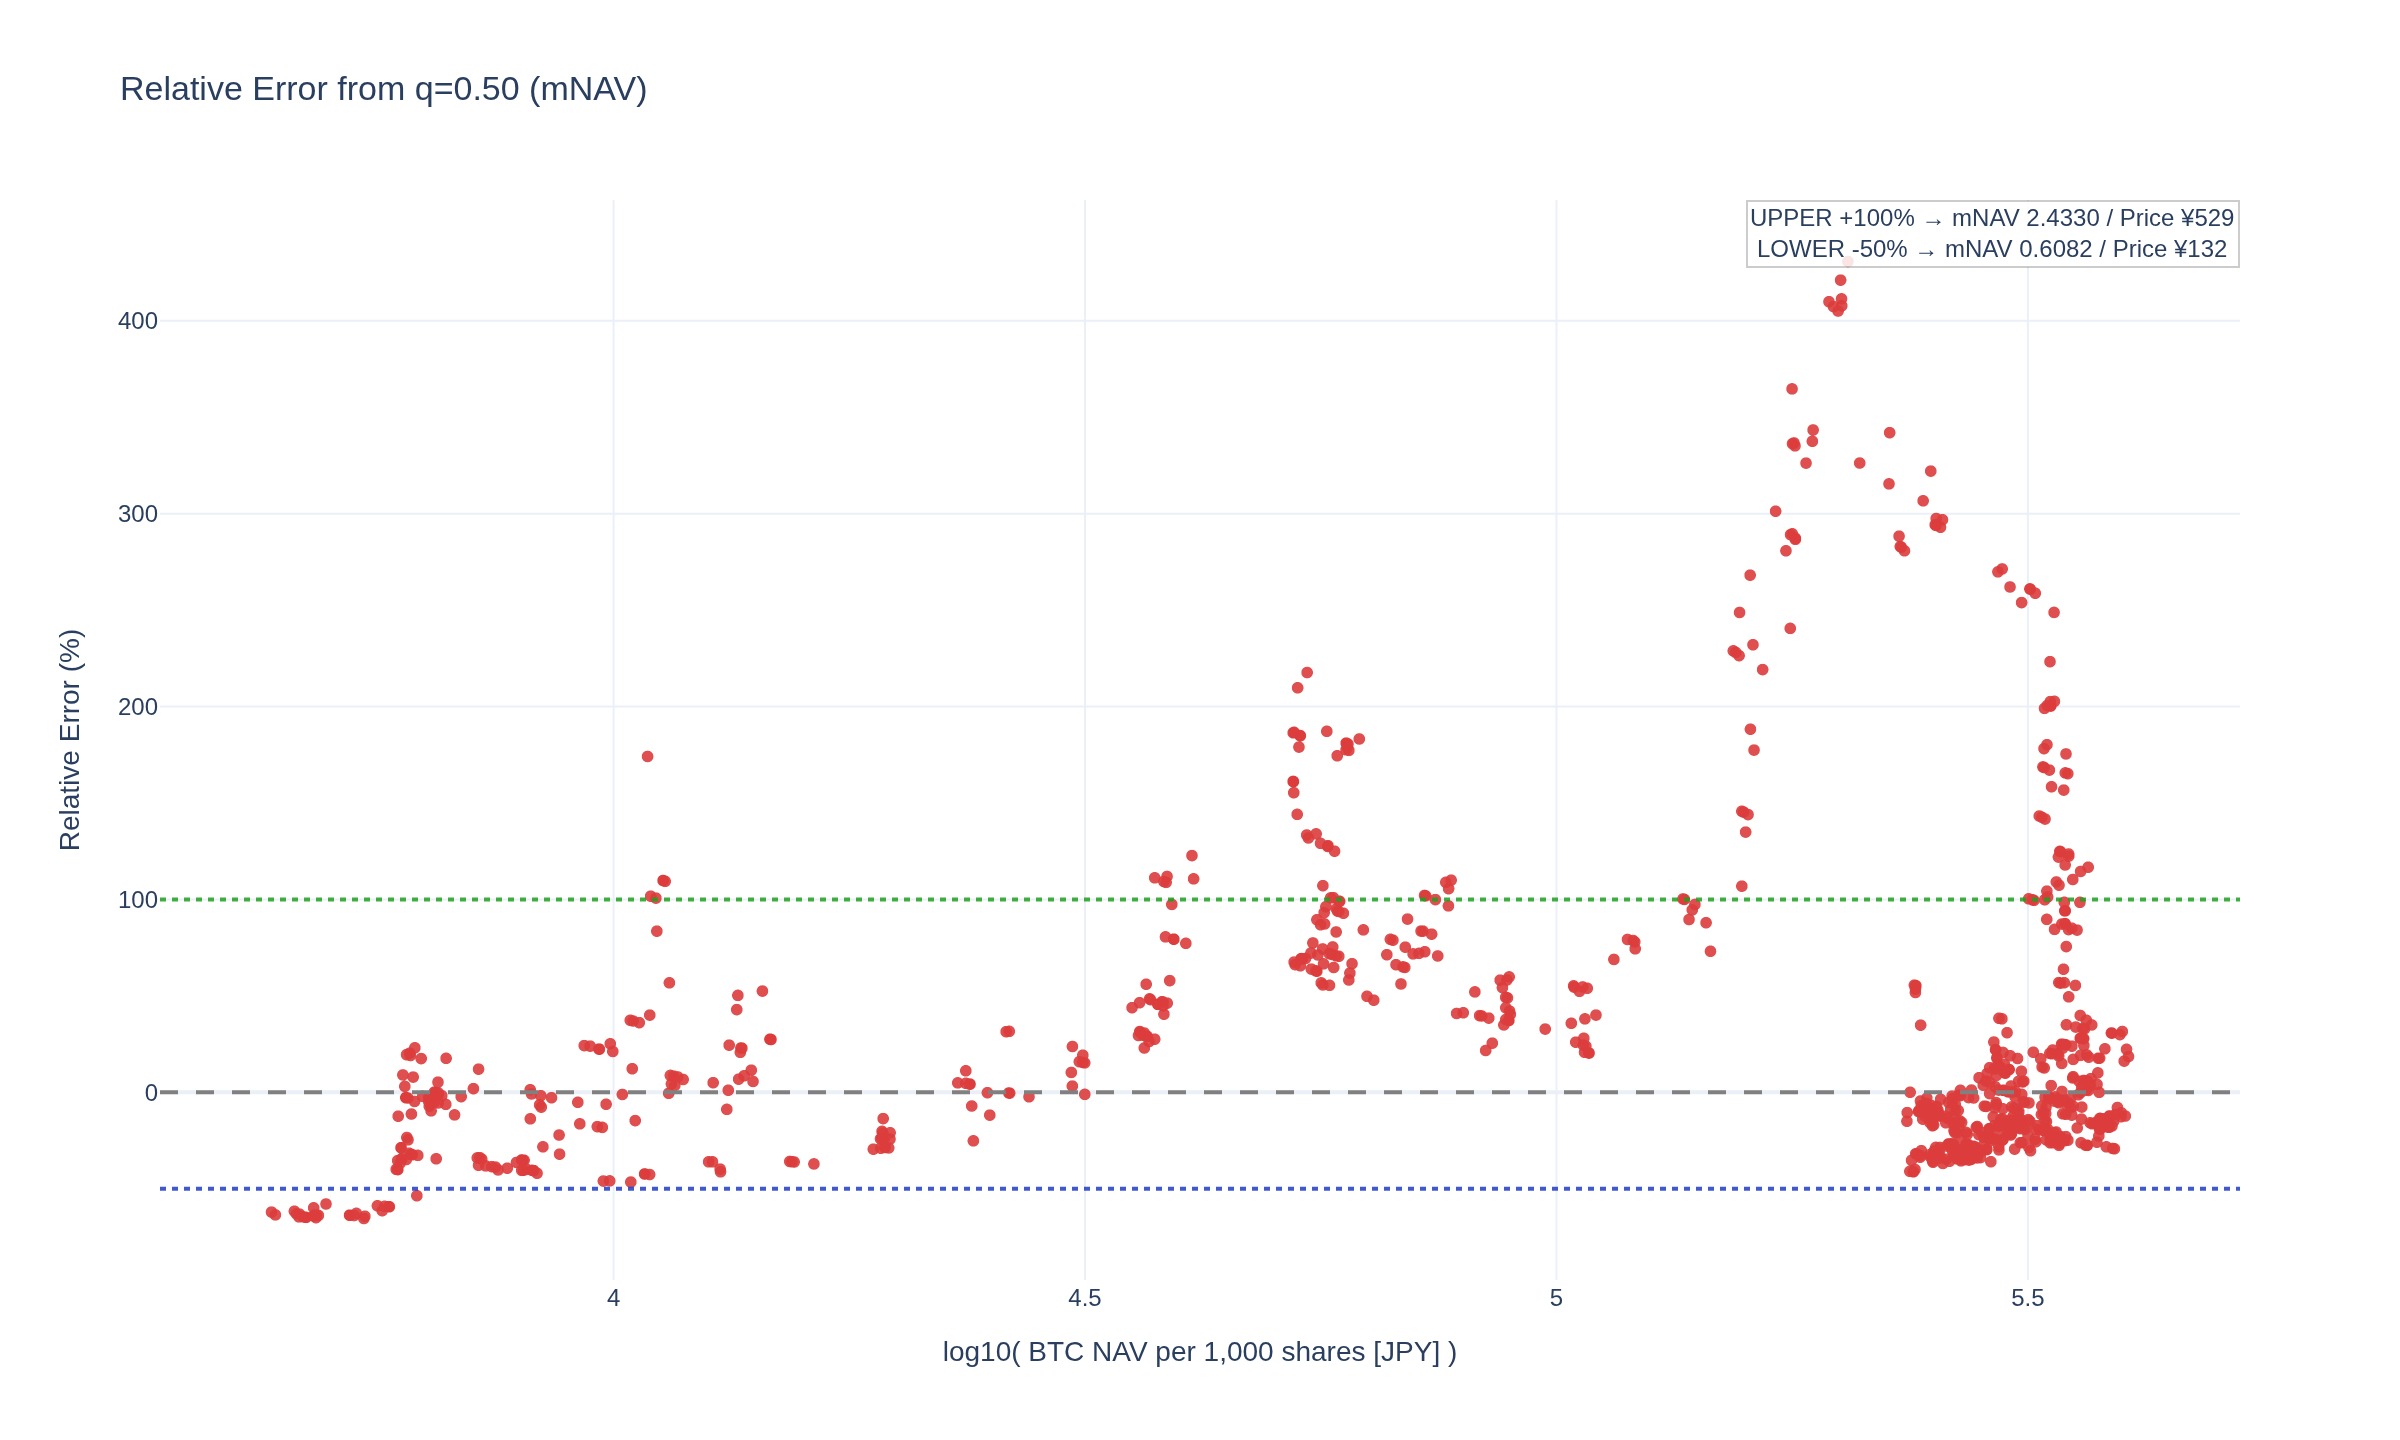 Relative Error from q=0.50 (mNAV)
UPPER +100% → mNAV 2.4330 / Price ¥529
LOWER -50% → mNAV 0.6082 / Price ¥132
400
300
200
100
0
Relative Error (%)
4
4.5
5
5.5
log10( BTC NAV per 1,000 shares [JPY] )